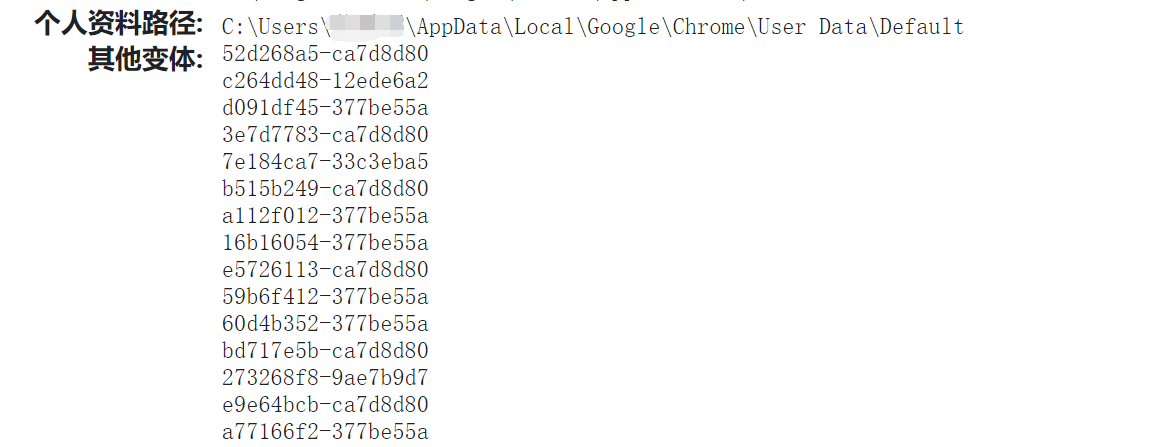 个人资料路径: C:\Users\ \AppData\Local\Google\Chrome\User Data\Default
其他变体: 52d268a5-ca7d8d80
c264dd48-12ede6a2
d091df45-377be55a
3e7d7783-ca7d8d80
7e184ca7-33c3eba5
b515b249-ca7d8d80
a112f012-377be55a
16b16054-377be55a
e5726113-ca7d8d80
59b6f412-377be55a
60d4b352-377be55a
bd717e5b-ca7d8d80
273268f8-9ae7b9d7
e9e64bcb-ca7d8d80
a77166f2-377be55a